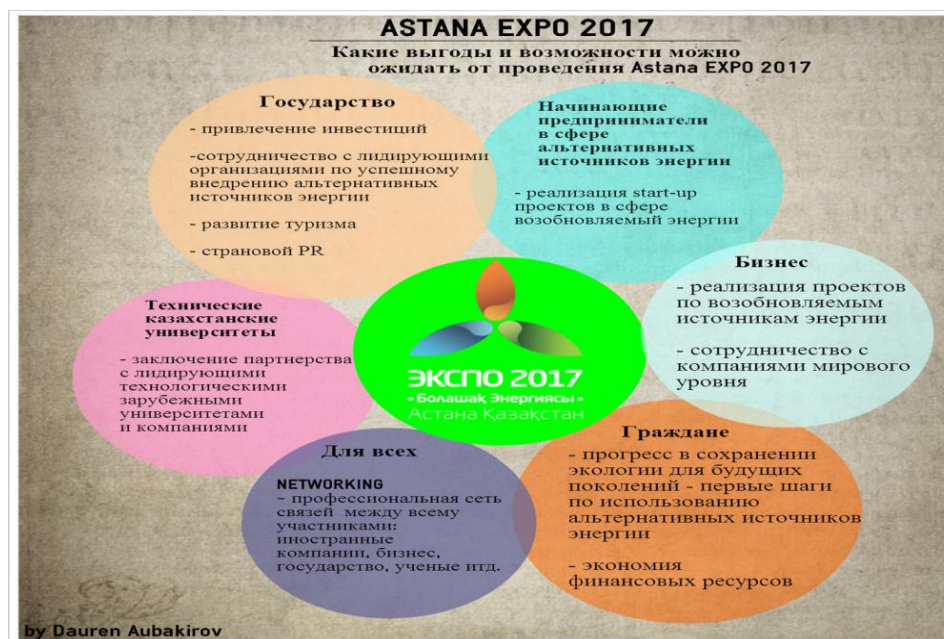 ASTANA EXPO 2017
Какие выгоды и возможности можно
ожидать от проведения Astana EXPO 2017
Государство
- привлечение инвестиций
-сотрудничество с лидирующими
организациями по успешному
внедрению альтернативных
источников энергии
- развитие туризма
- страновой PR
Начинающие
предприниматели
в сфере
альтернативных
источников энергии
- реализация start-up
проектов в сфере
возобновляемый энергии
Бизнес
- реализация проектов
по возобновляемым
источникам энергии
- сотрудничество с
компаниями мирового
уровня
Технические
казахстанские
университеты
- заключение партнерства
с лидирующими
технологическими
зарубежными
университетами
и компаниями
ЭКСПО 2017
• Болашақ Энергиясы •
Астана Қазақстан
Граждане
- прогресс в сохранении
экологии для будущих
поколений - первые шаги
по использованию
альтернативных источников
энергии
- экономия
финансовых ресурсов
Для всех
NETWORKING
- профессиональная сеть
связей между всему
участниками:
иностранные
компании, бизнес,
государство, ученые итд.
by Dauren Aubakirov